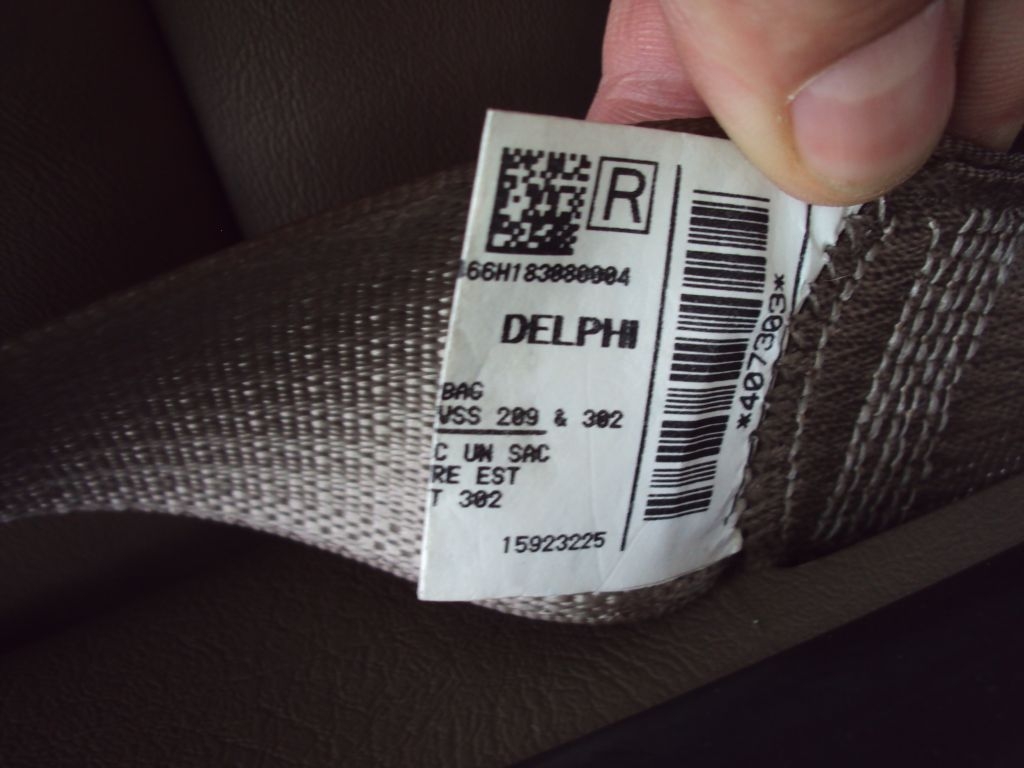 R
66H183080004
DELPHI
BAG
VSS 209 & 302
C UN SAC
RE EST
T 302
15923225
*407303*